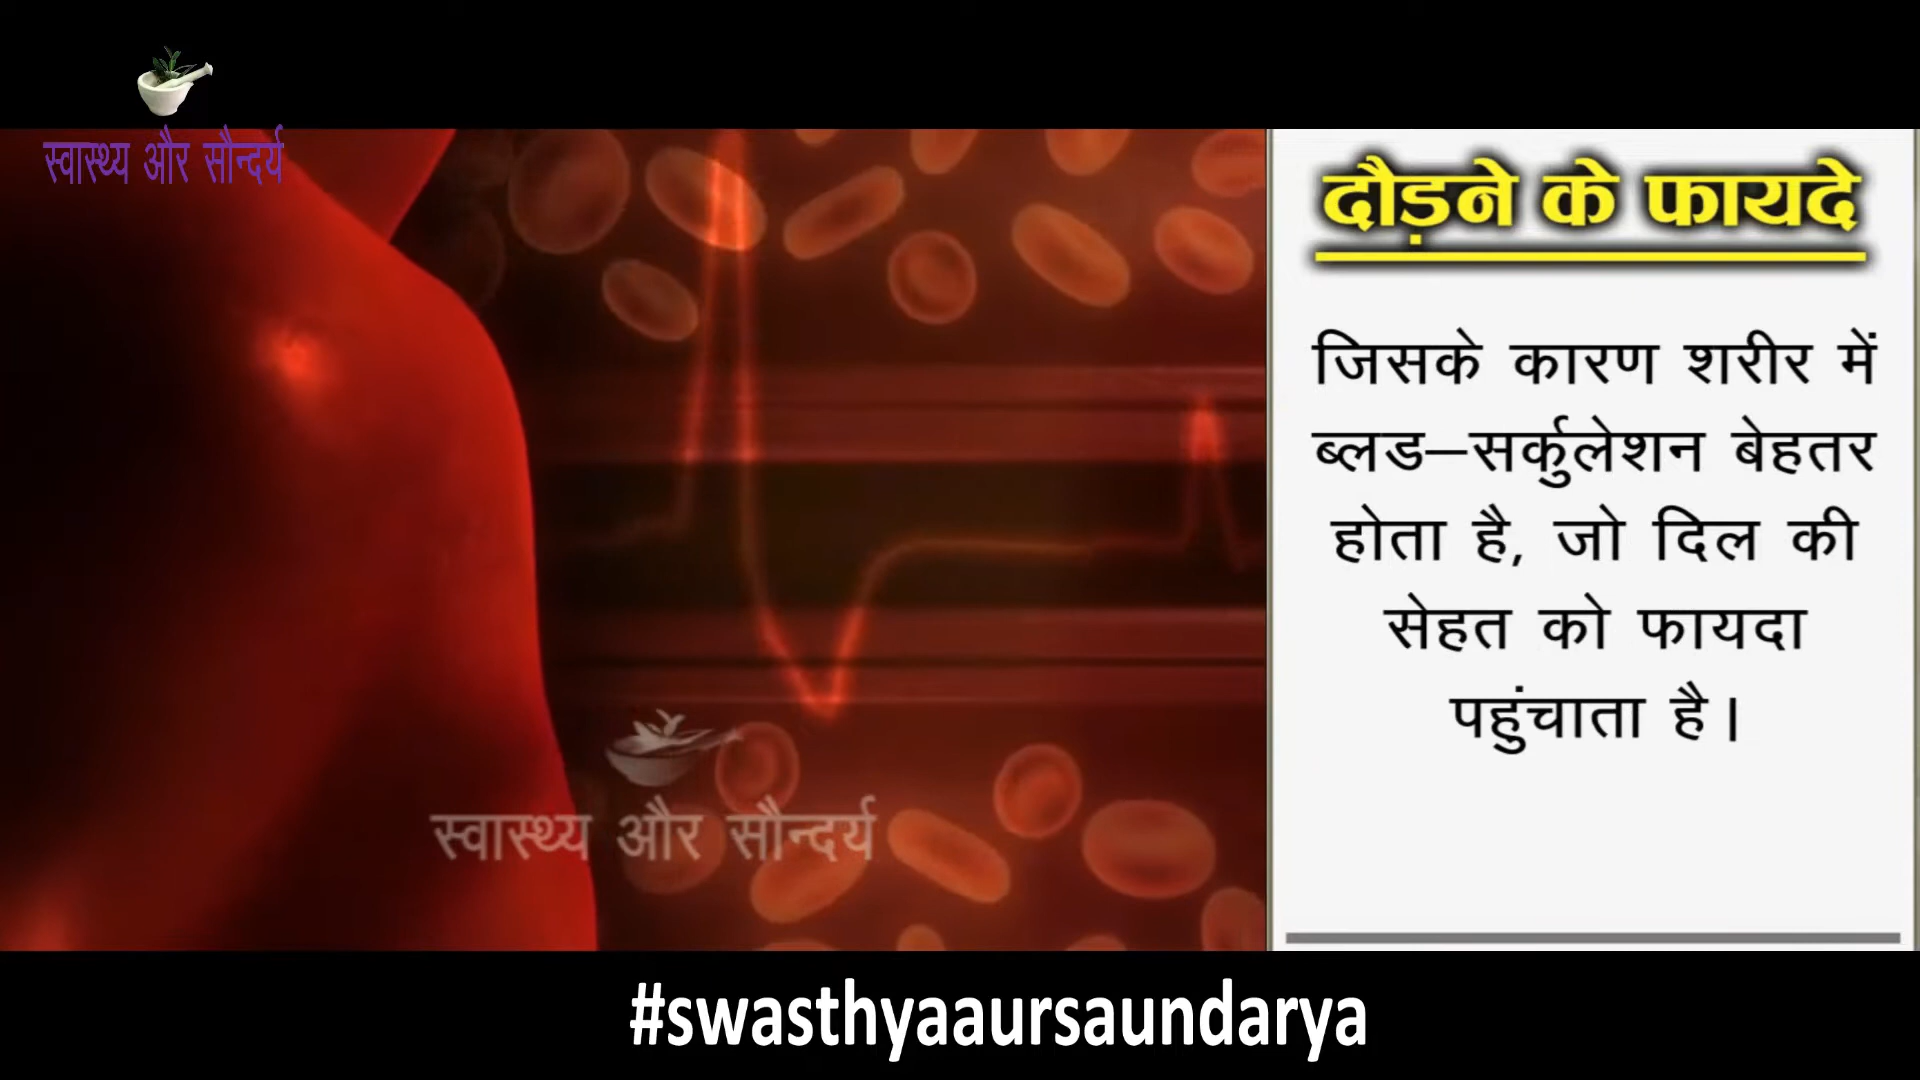 स्वास्थ्य और सौन्दर्य
दौड़ने के फायदे
जिसके कारण शरीर में
ब्लड–सर्कुलेशन बेहतर
होता है, जो दिल की
सेहत को फायदा
पहुंचाता है।
स्वास्थ्य और सौन्दर्य
#swasthyaaursaundarya